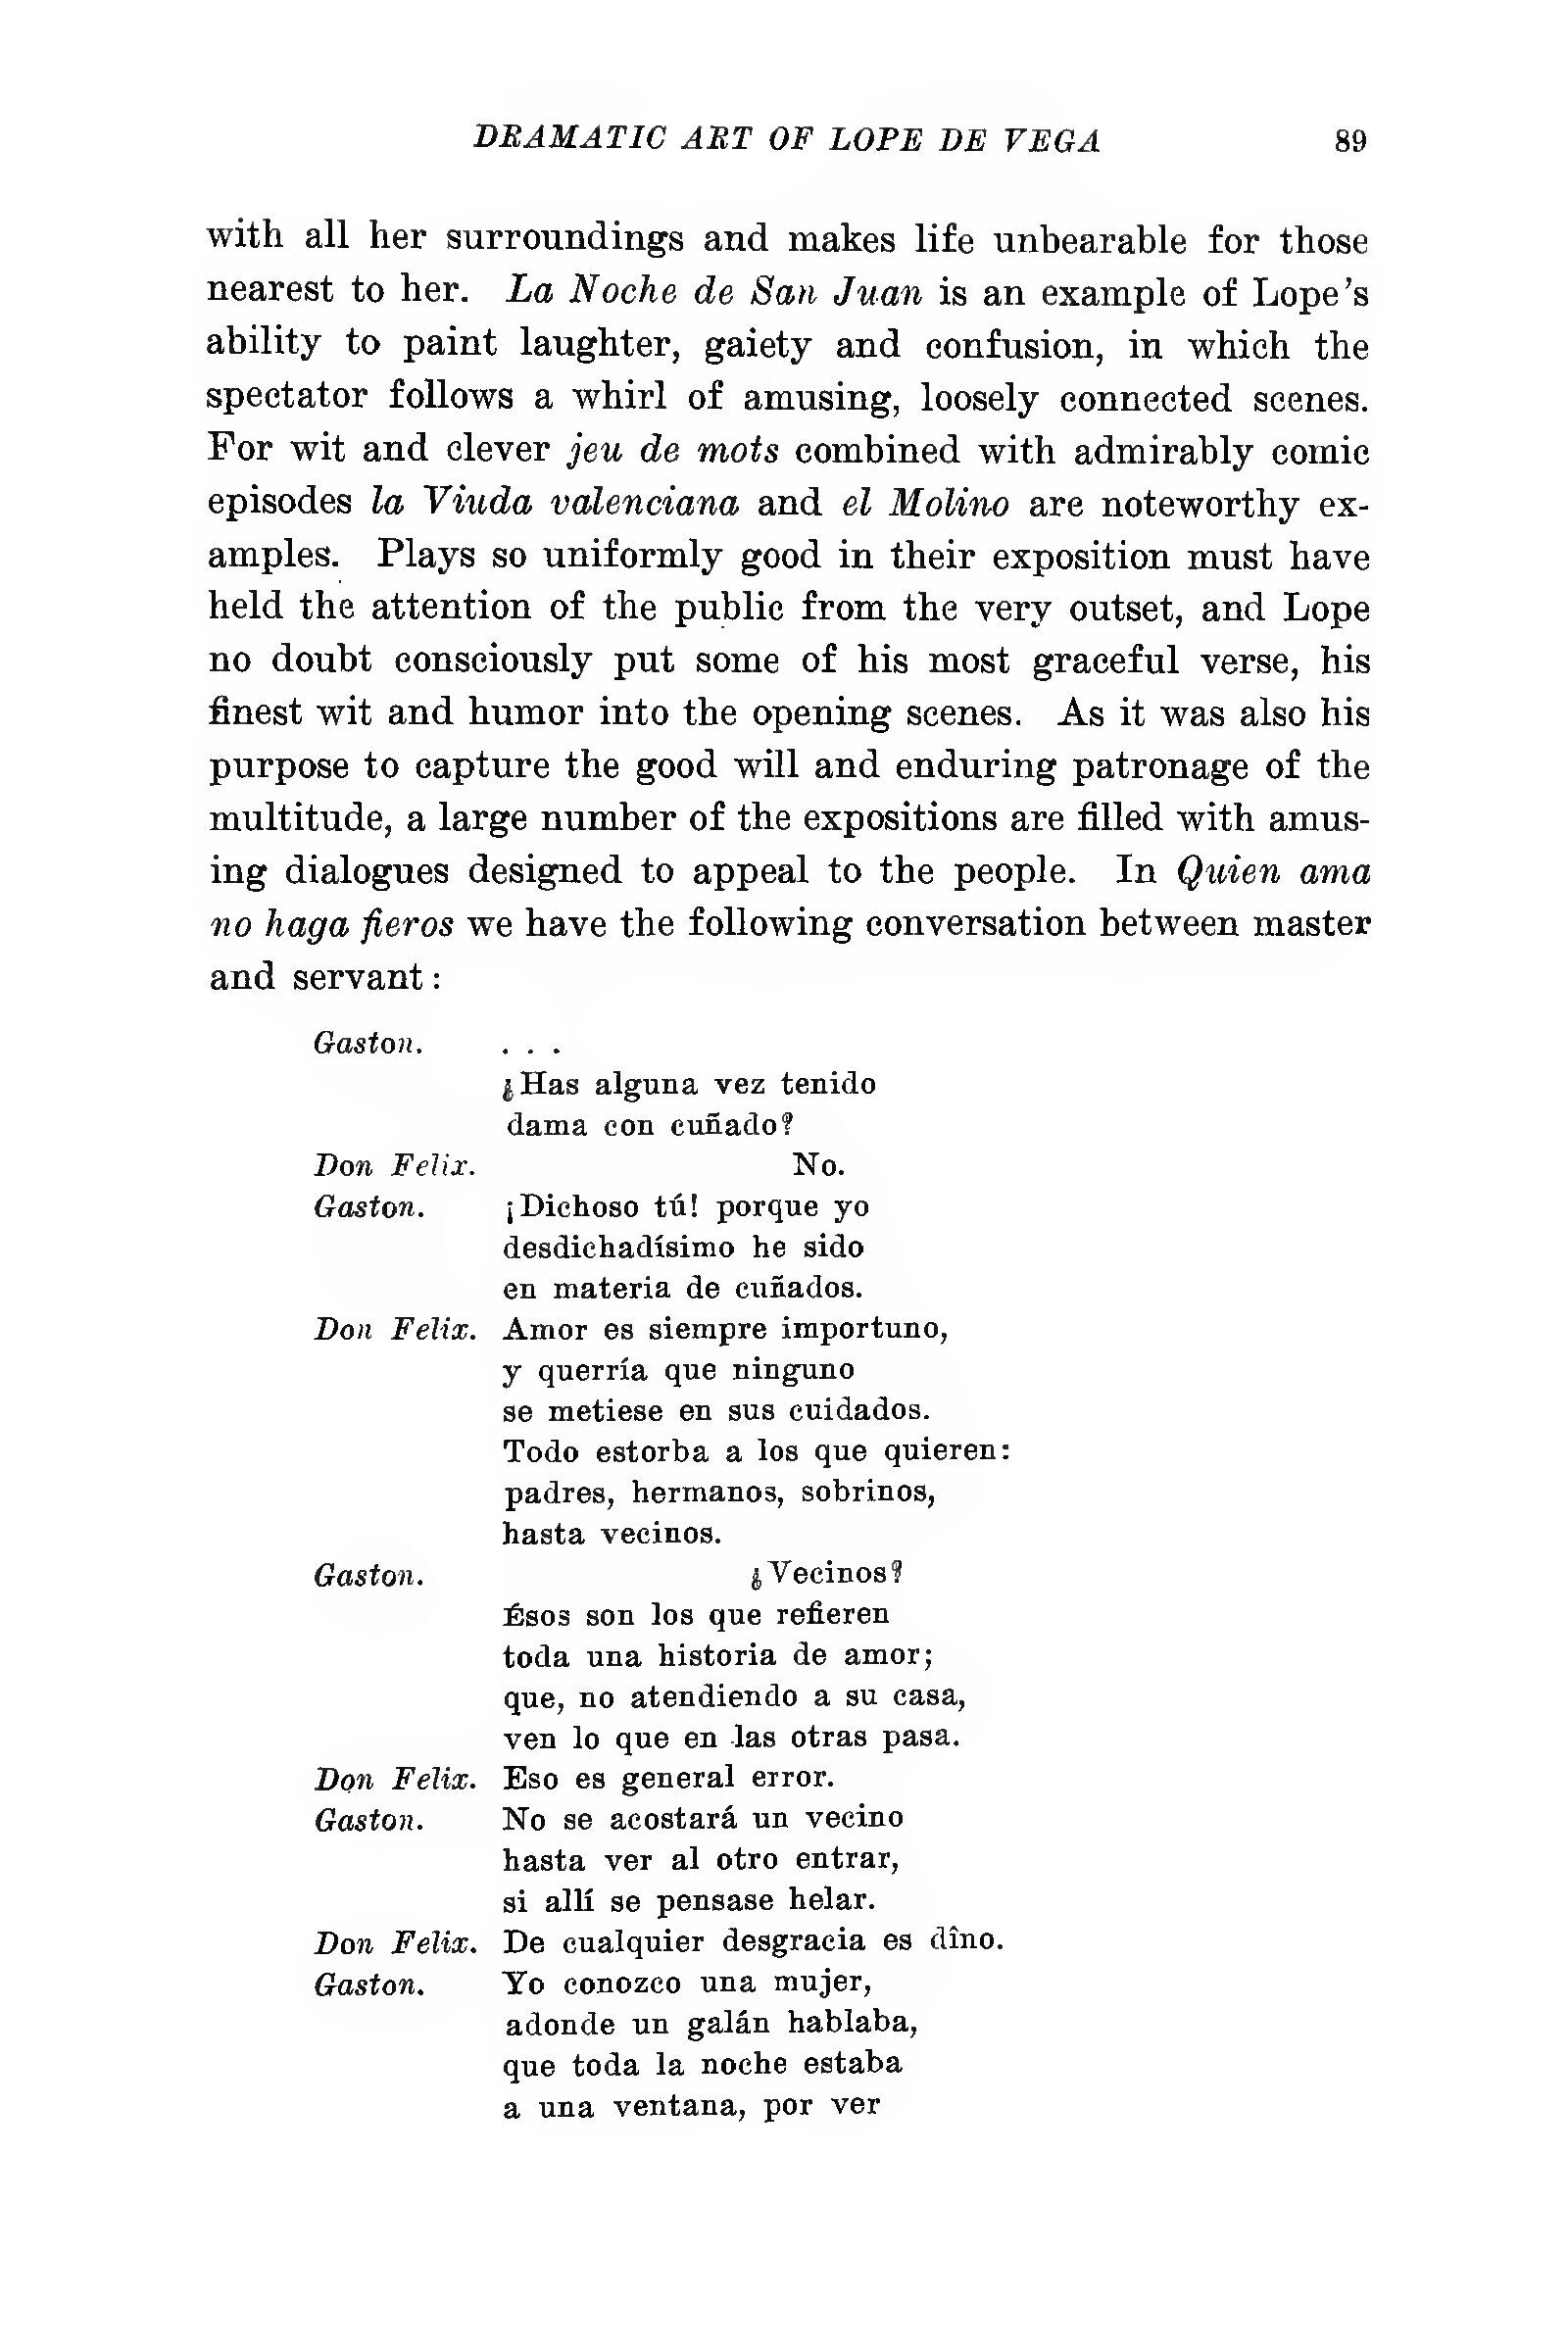 DRAMATIC ART OF LOPE DE VEGA 89
with all her surroundings and makes life unbearable for those
nearest to her. La Noche de San Juan is an example of Lope's
ability to paint laughter, gaiety and confusion, in which the
spectator follows a whirl of amusing, loosely connected scenes.
For wit and clever jeu de mots combined with admirably comic
episodes la Viuda valenciana and el Molino are noteworthy ex-
amples. Plays so uniformly good in their exposition must have
held the attention of the public from the very outset, and Lope
no doubt consciously put some of his most graceful verse, his
finest wit and humor into the opening scenes. As it was also his
purpose to capture the good will and enduring patronage of the
multitude, a large number of the expositions are filled with amus-
ing dialogues designed to appeal to the people. In Quien ama
no haga fieros we have the following conversation between master
and servant:
Gaston. . . .
¿Has alguna vez tenido
dama con cuñado?
Don Felix. No.
Gaston. ¡Dichoso tú! porque yo
desdichadísimo he sido
en materia de cuñados.
Don Felix. Amor es siempre importuno,
y querría que ninguno
se metiese en sus cuidados.
Todo estorba a los que quieren:
padres, hermanos, sobrinos,
hasta vecinos.
Gaston. ¿Vecinos?
Ésos son los que refieren
toda una historia de amor;
que, no atendiendo a su casa,
ven lo que en las otras pasa.
Don Felix. Eso es general error.
Gaston. No se acostará un vecino
hasta ver al otro entrar,
si allí se pensase helar.
Don Felix. De cualquier desgracia es dîno.
Gaston. Yo conozco una mujer,
adonde un galán hablaba,
que toda la noche estaba
a una ventana, por ver